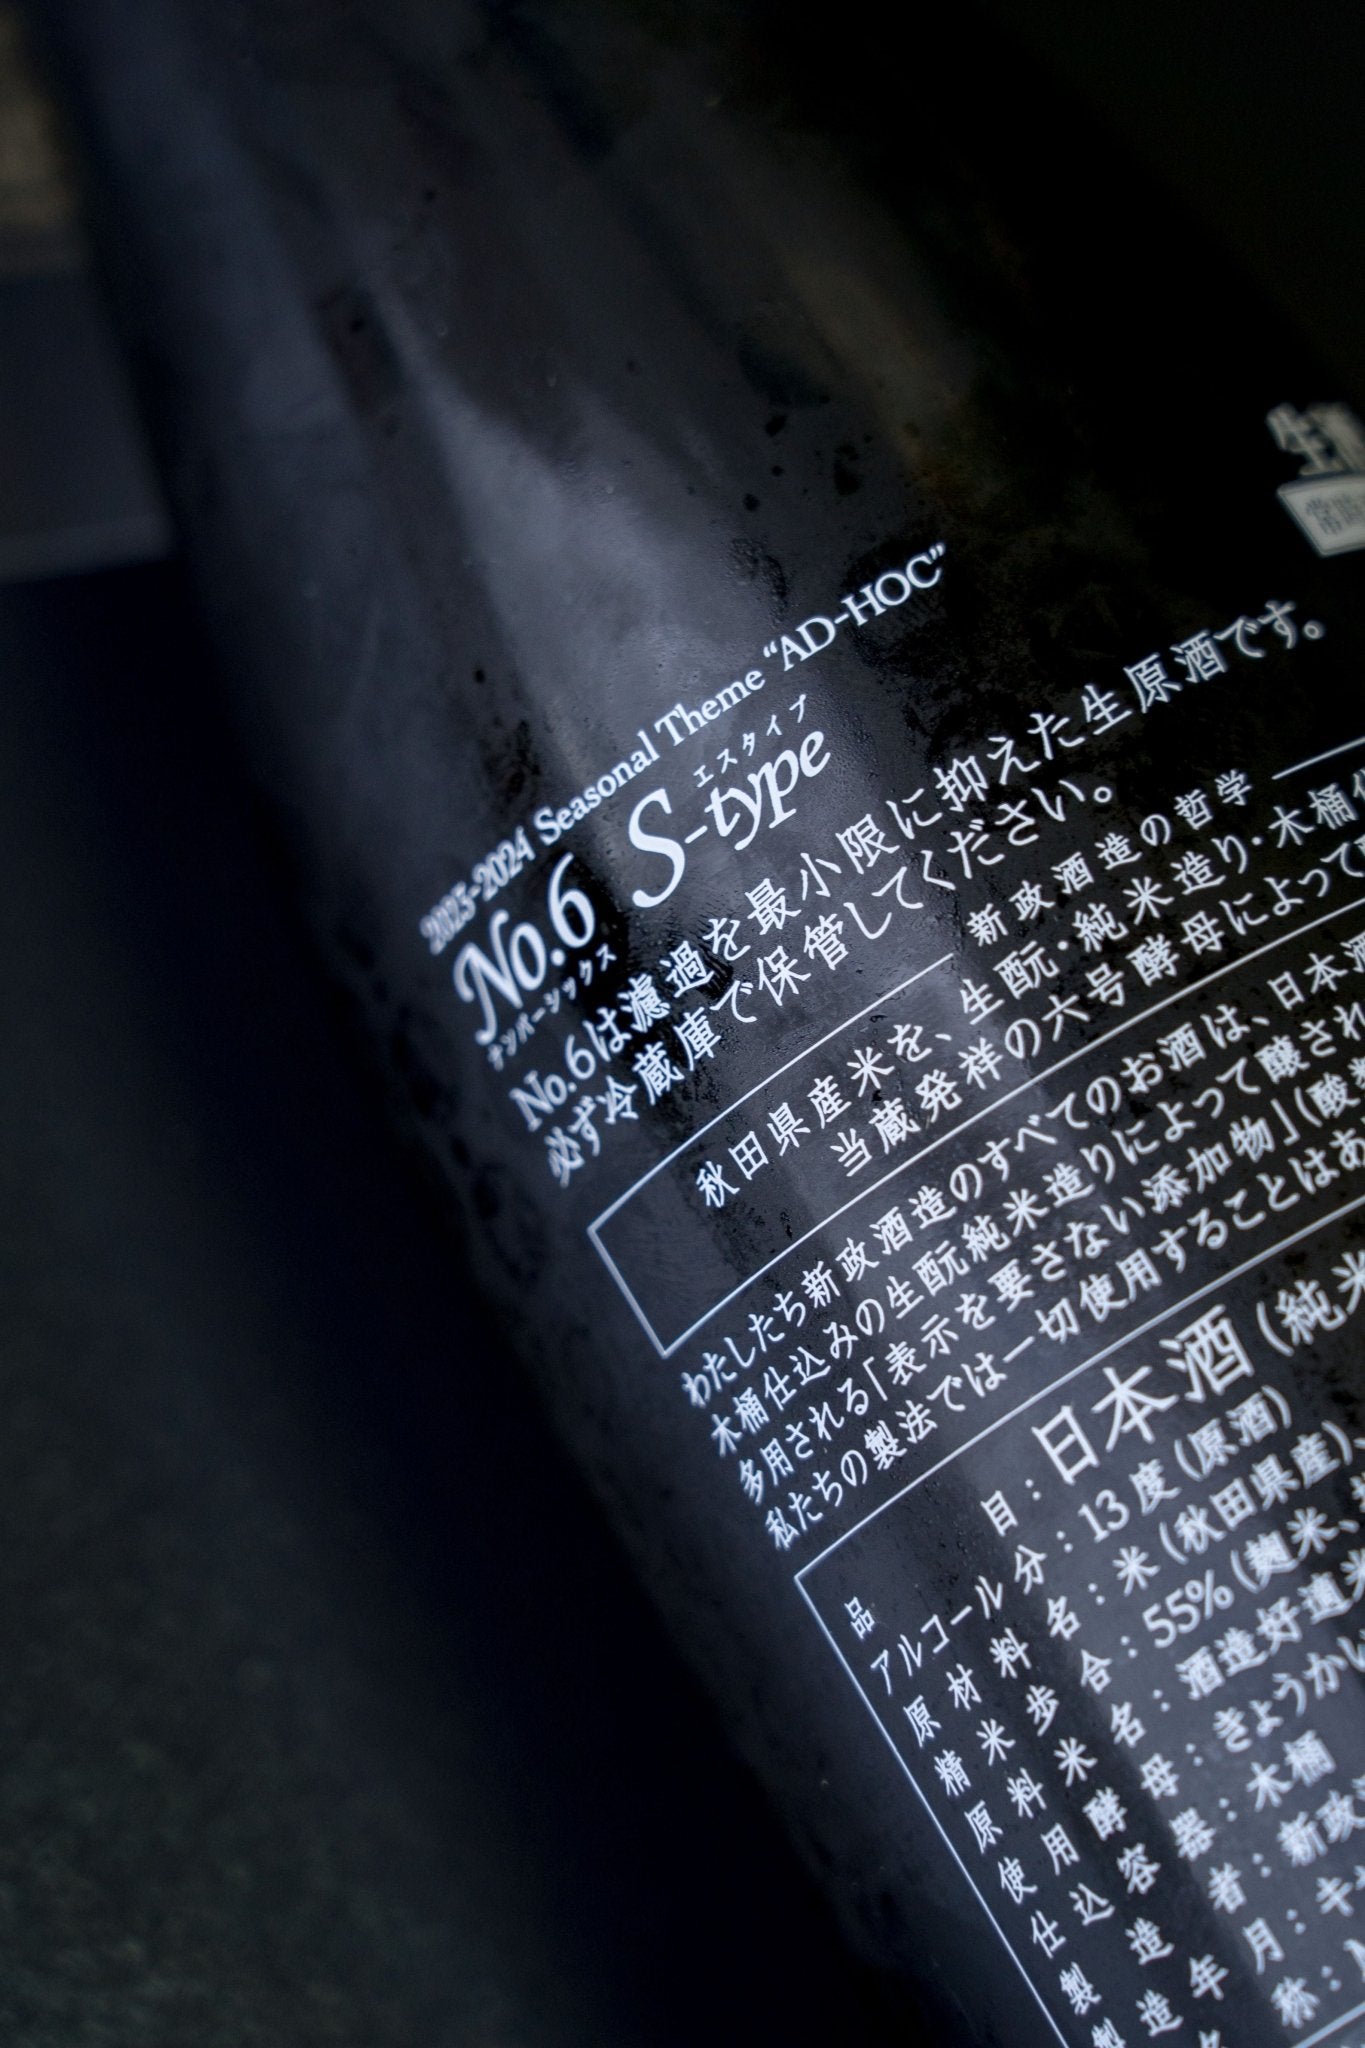 生酒
2023-2024 Seasonal Theme “AD-HOC”
No.6 S-type
ナンバーシックス エスタイプ
No.6は濾過を最小限に抑えた生原酒です。
必ず冷蔵庫で保管してください。
新政酒造の哲学
秋田県産米を、生酛・純米造り・木桶仕
当蔵発祥の六号酵母によって
わたしたち新政酒造のすべてのお酒は、日本酒
木桶仕込みの生酛純米造りによって醸され
多用される「表示を要さない添加物」(酸
私たちの製法では一切使用することはあ
品目：日本酒(純米
アルコール分：13度(原酒)
原材料名：米(秋田県産)、
精米歩合：55%(麹米、
原料米名：酒造好適米
使用酵母：きょうかい
仕込容器：木桶
製造者：新政
製造年月：キャ
名称：